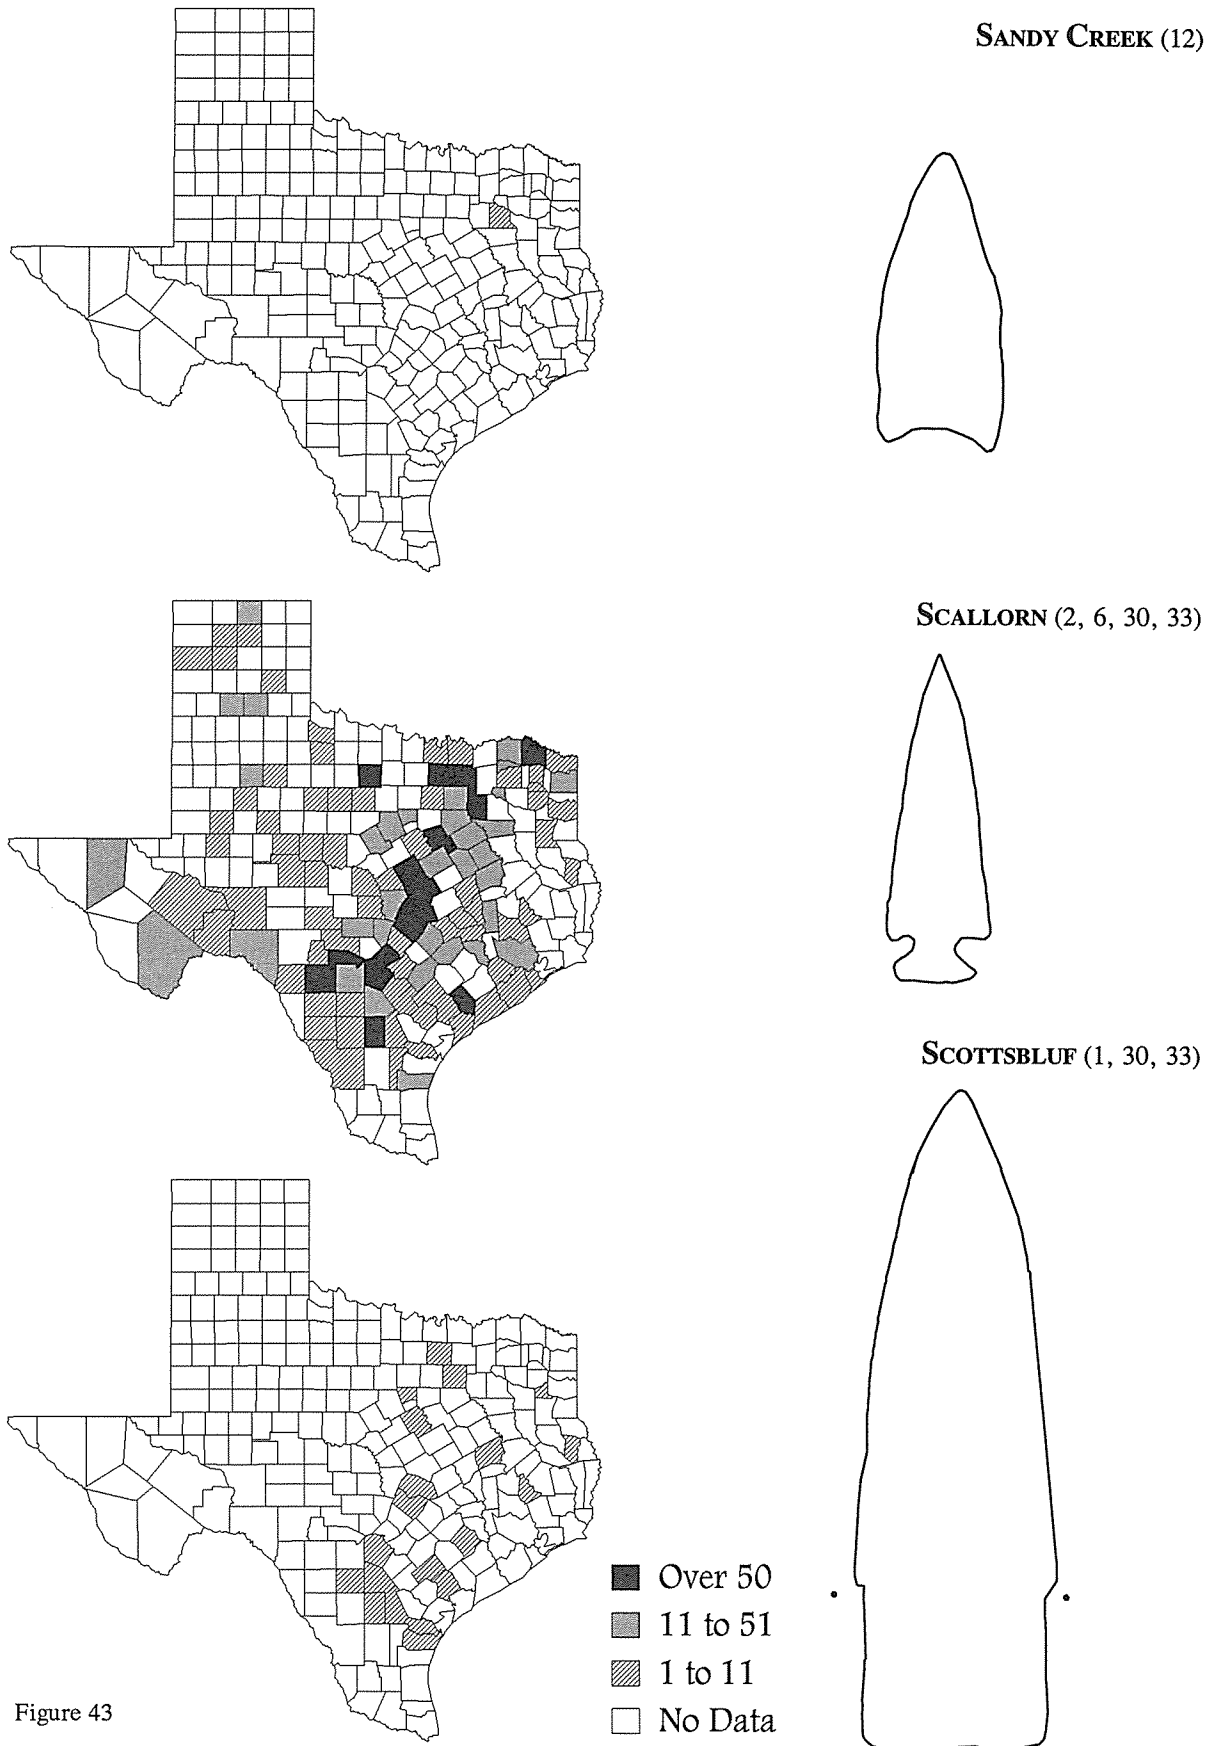 SANDY CREEK (12)
SCALLORN (2, 6, 30, 33)
SCOTTSBLUF (1, 30, 33)
Over 50
11 to 51
1 to 11
No Data
Figure 43